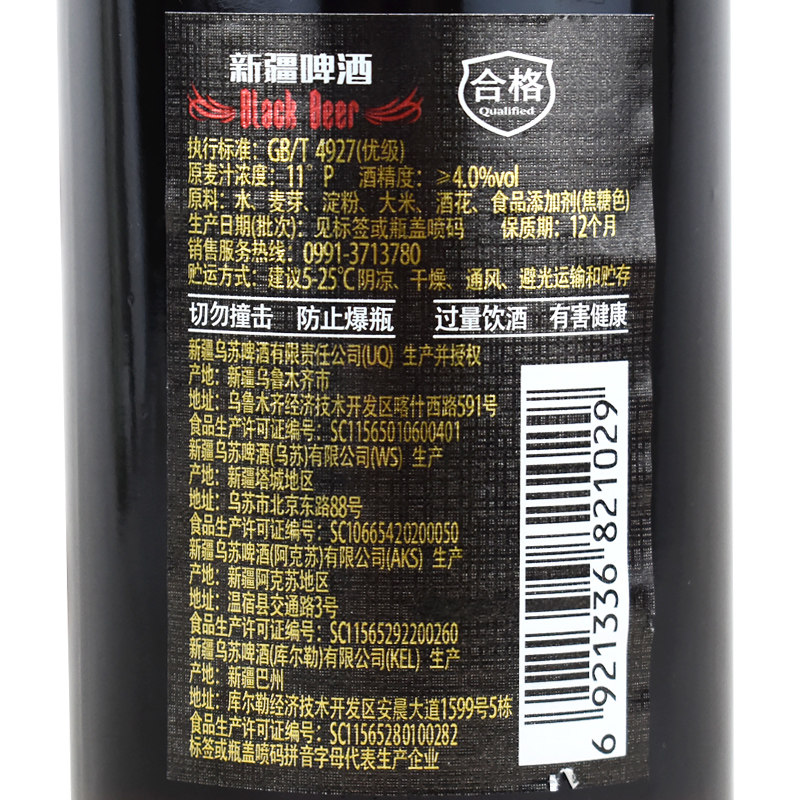 新疆啤酒
Black Beer
合格
Qualified
执行标准：GB/T 4927(优级)
原麦汁浓度：11°P 酒精度：≥4.0%vol
原料：水、麦芽、淀粉、大米、酒花、食品添加剂(焦糖色)
生产日期(批次)：见标签或瓶盖喷码 保质期：12个月
销售服务热线：0991-3713780
贮运方式：建议5-25℃阴凉、干燥、通风、避光运输和贮存
切勿撞击 防止爆瓶 过量饮酒 有害健康
新疆乌苏啤酒有限责任公司(UQ) 生产并授权
产地：新疆乌鲁木齐市
地址：乌鲁木齐经济技术开发区喀什西路591号
食品生产许可证编号：SC11565010600401
新疆乌苏啤酒(乌苏)有限公司(WS) 生产
产地：新疆塔城地区
地址：乌苏市北京东路88号
食品生产许可证编号：SC10665420200050
新疆乌苏啤酒(阿克苏)有限公司(AKS) 生产
产地：新疆阿克苏地区
地址：温宿县交通路3号
食品生产许可证编号：SC11565292200260
新疆乌苏啤酒(库尔勒)有限公司(KEL) 生产
产地：新疆巴州
地址：库尔勒经济技术开发区安晨大道1599号5栋
食品生产许可证编号：SC11565280100282
标签或瓶盖喷码拼音字母代表生产企业
6 921336 821029